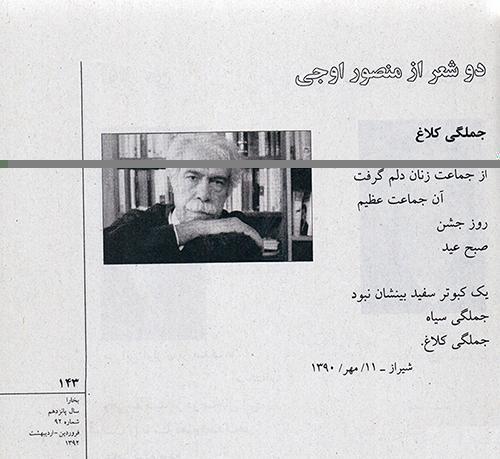 دو شعر از منصور اوجی
جملگی کلاغ
از جماعت زنان دلم گرفت
آن جماعت عظیم
روز جشن
صبح عید
یک کبوتر سفید بینشان نبود
جملگی سیاه
جملگی کلاغ.
شیراز ـ ۱۱/ مهر/ ۱۳۹۰
۱۴۳
بخارا
سال پانزدهم
شماره ۹۲
فروردین - اردیبهشت
۱۳۹۲